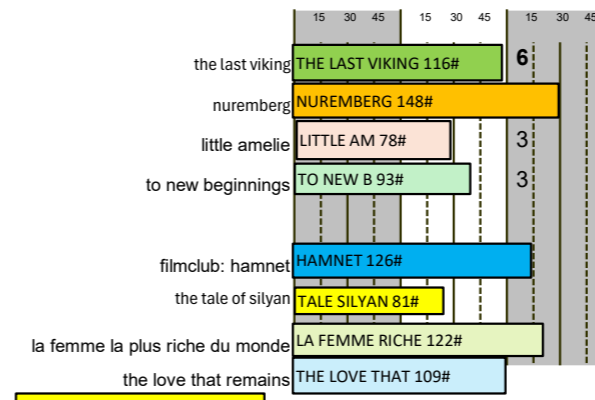 15 30 45 15 30 45 15 30 45
the last viking THE LAST VIKING 116# 6
nuremberg NUREMBERG 148#
little amelie LITTLE AM 78# 3
to new beginnings TO NEW B 93# 3
filmclub: hamnet HAMNET 126#
the tale of silyan TALE SILYAN 81#
la femme la plus riche du monde LA FEMME RICHE 122#
the love that remains THE LOVE THAT 109#